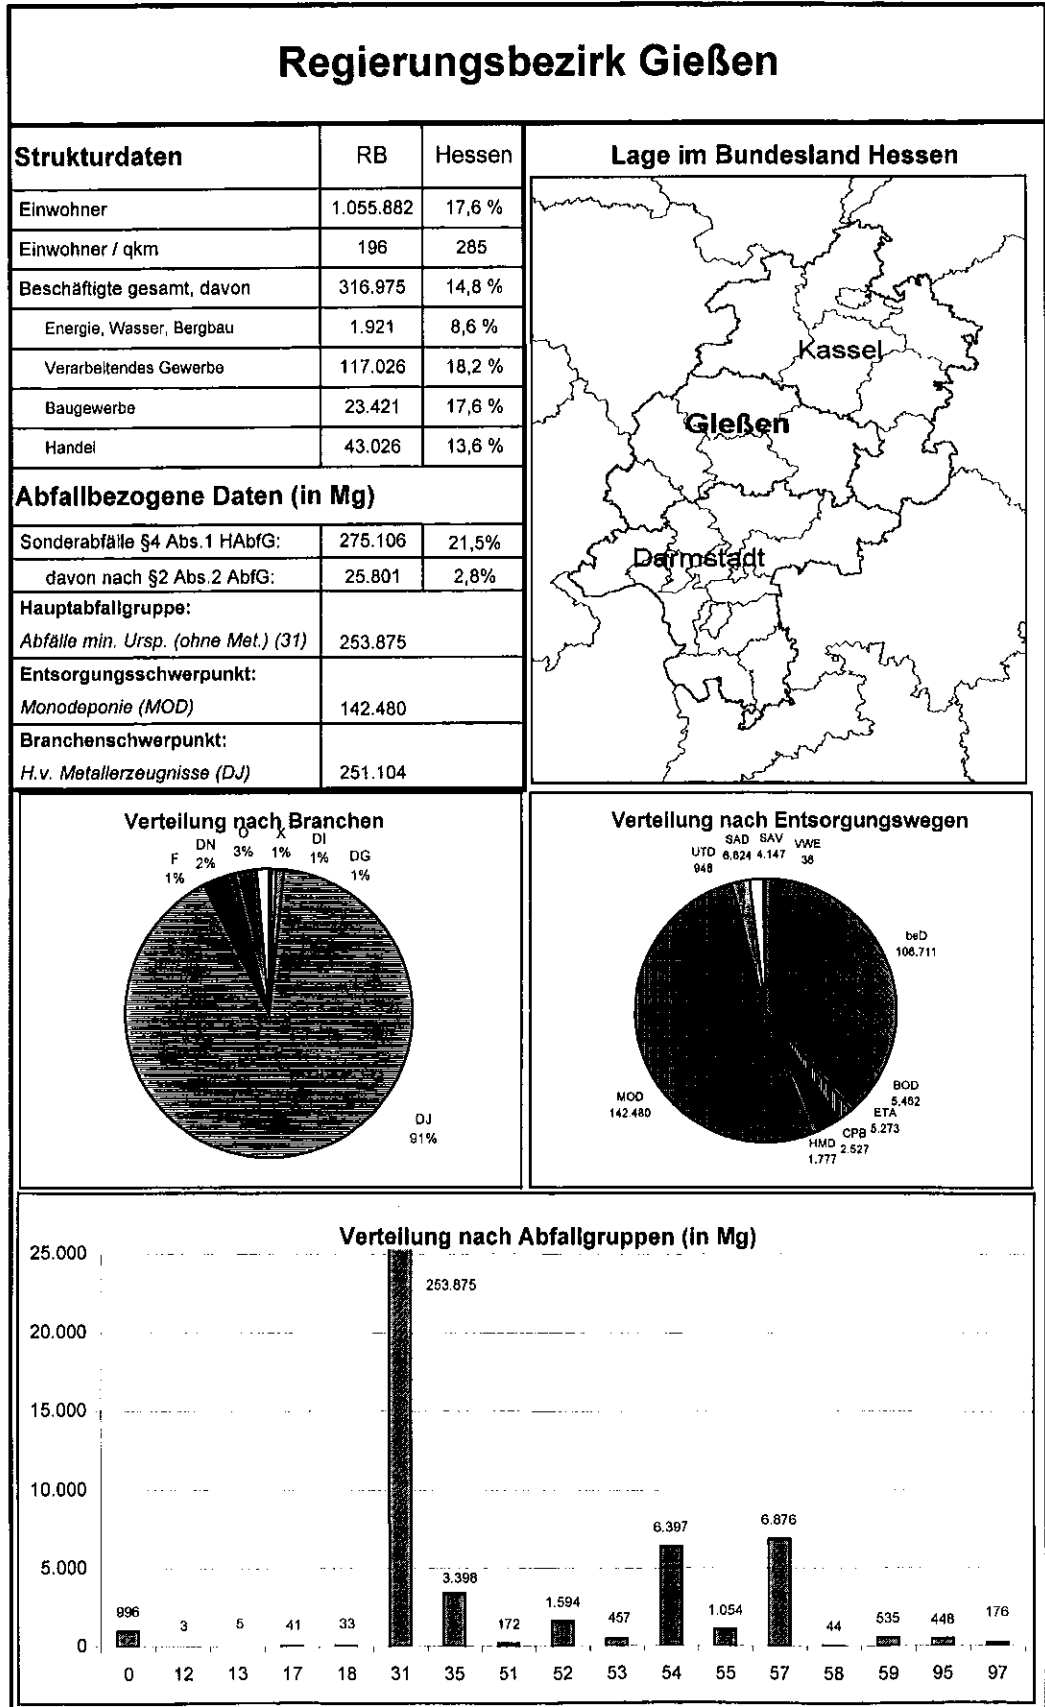 Regierungsbezirk Gießen
Strukturdaten RB Hessen
Einwohner 1.055.882 17,6 %
Einwohner / qkm 196 285
Beschäftigte gesamt, davon 316.975 14,8 %
Energie, Wasser, Bergbau 1.921 8,6 %
Verarbeitendes Gewerbe 117.026 18,2 %
Baugewerbe 23.421 17,6 %
Handel 43.026 13,6 %
Abfallbezogene Daten (in Mg)
Sonderabfälle §4 Abs.1 HAbfG: 275.106 21,5%
davon nach §2 Abs.2 AbfG: 25.801 2,8%
Hauptabfallgruppe:
Abfälle min. Ursp. (ohne Met.) (31) 253.875
Entsorgungsschwerpunkt:
Monodeponie (MOD) 142.480
Branchenschwerpunkt:
H.v. Metallerzeugnisse (DJ) 251.104
Lage im Bundesland Hessen
Kassel
Gießen
Darmstadt
Verteilung nach Branchen
F 1%
DN 2%
O 3%
X 1%
DI 1%
DG 1%
DJ 91%
Verteilung nach Entsorgungswegen
UTD 948
SAD 6.824
SAV 4.147
VWE 38
beD 106.711
BOD 5.462
ETA 5.273
CPB 2.527
HMD 1.777
MOD 142.480
Verteilung nach Abfallgruppen (in Mg)
25.000
20.000
15.000
10.000
5.000
0
996 3 5 41 33 253.875 3.398 172 1.594 457 6.397 1.054 6.876 44 535 448 176
0 12 13 17 18 31 35 51 52 53 54 55 57 58 59 95 97